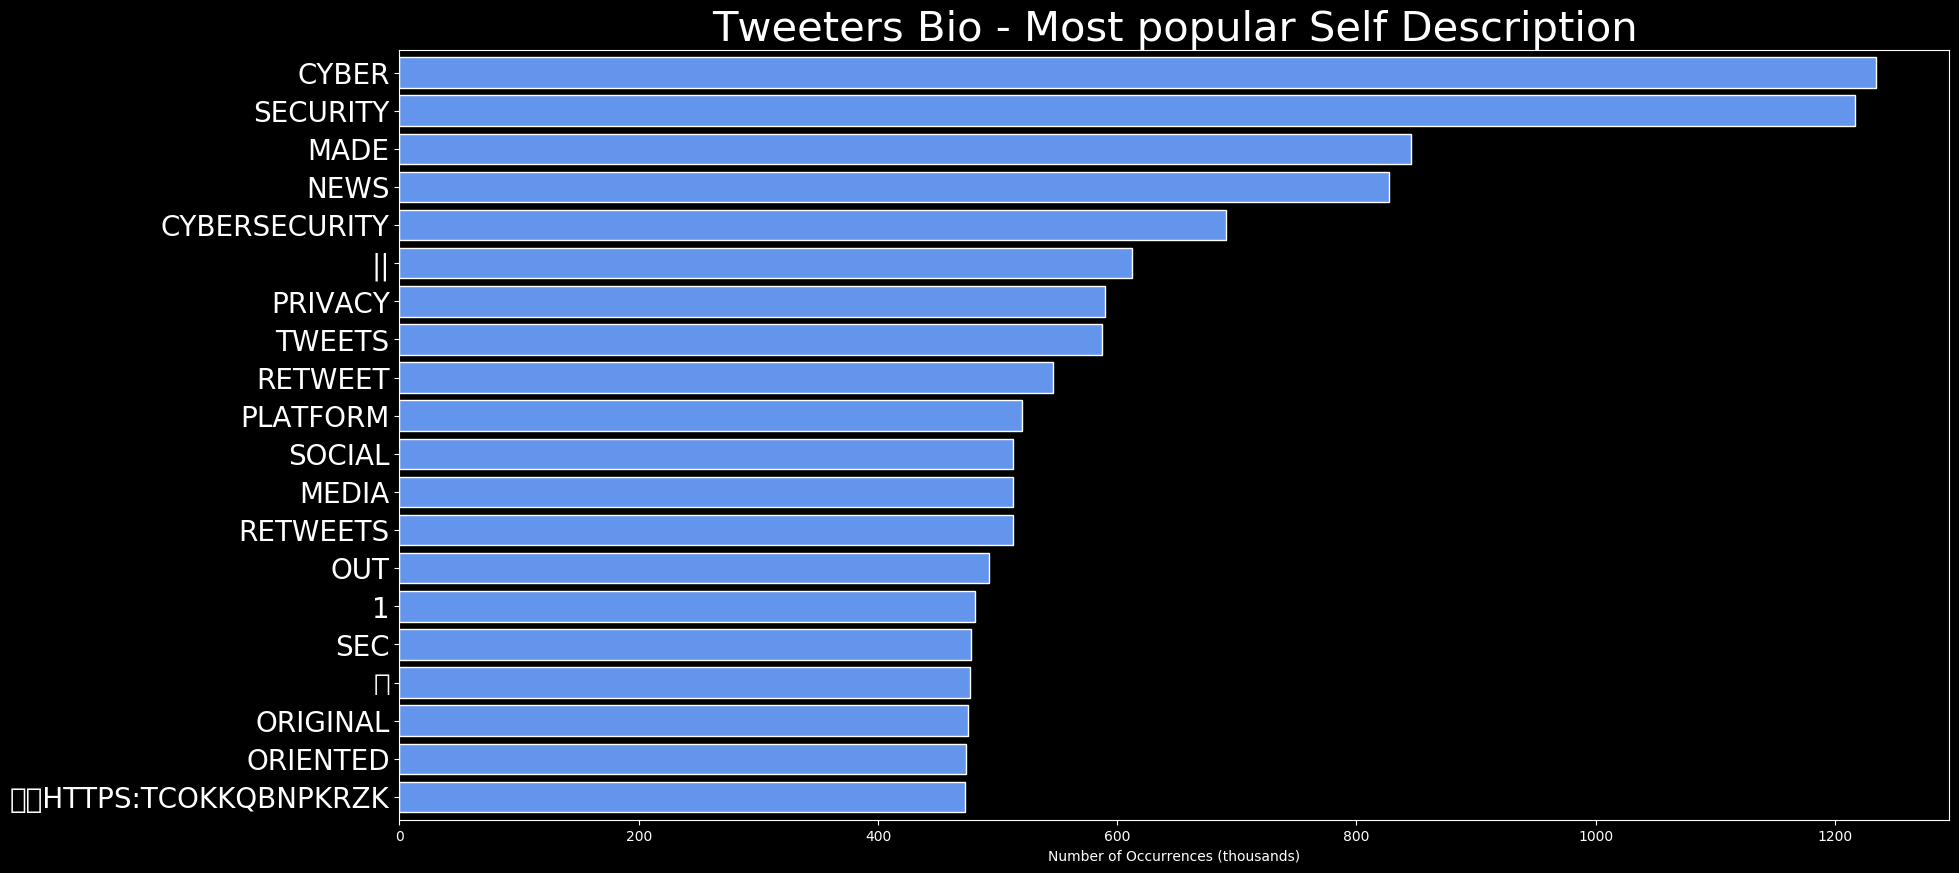 Tweeters Bio - Most popular Self Description
CYBER
SECURITY
MADE
NEWS
CYBERSECURITY
||
PRIVACY
TWEETS
RETWEET
PLATFORM
SOCIAL
MEDIA
RETWEETS
OUT
1
SEC
ORIGINAL
ORIENTED
HTTPS:TCOKKQBNPKRZK
0 200 400 600 800 1000 1200
Number of Occurrences (thousands)